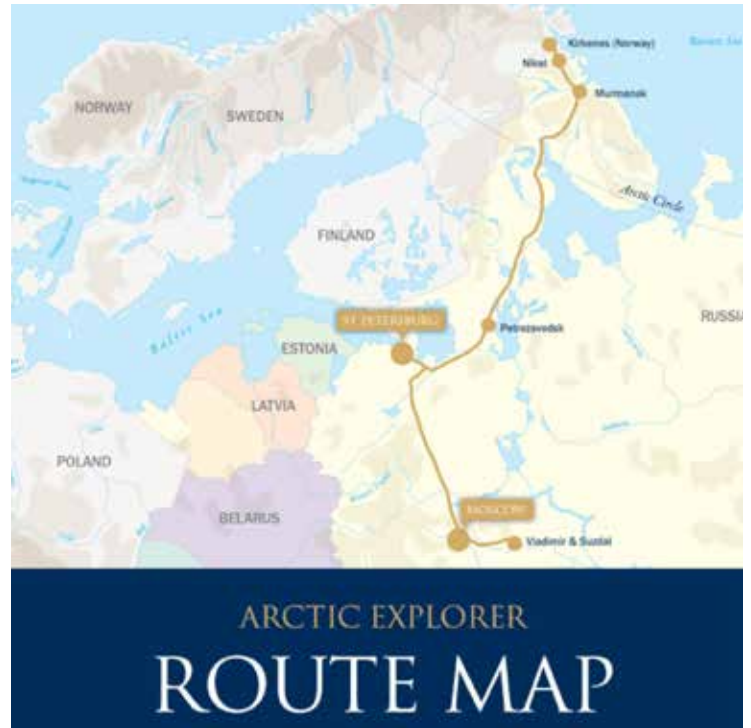 Kirkenes (Norway)
Nikel
Murmansk
NORWAY
SWEDEN
Arctic Circle
FINLAND
RUSSIA
ST PETERSBURG
Petrozavodsk
Baltic Sea
ESTONIA
LATVIA
POLAND
BELARUS
MOSCOW
Vladimir & Suzdal
ARCTIC EXPLORER
ROUTE MAP